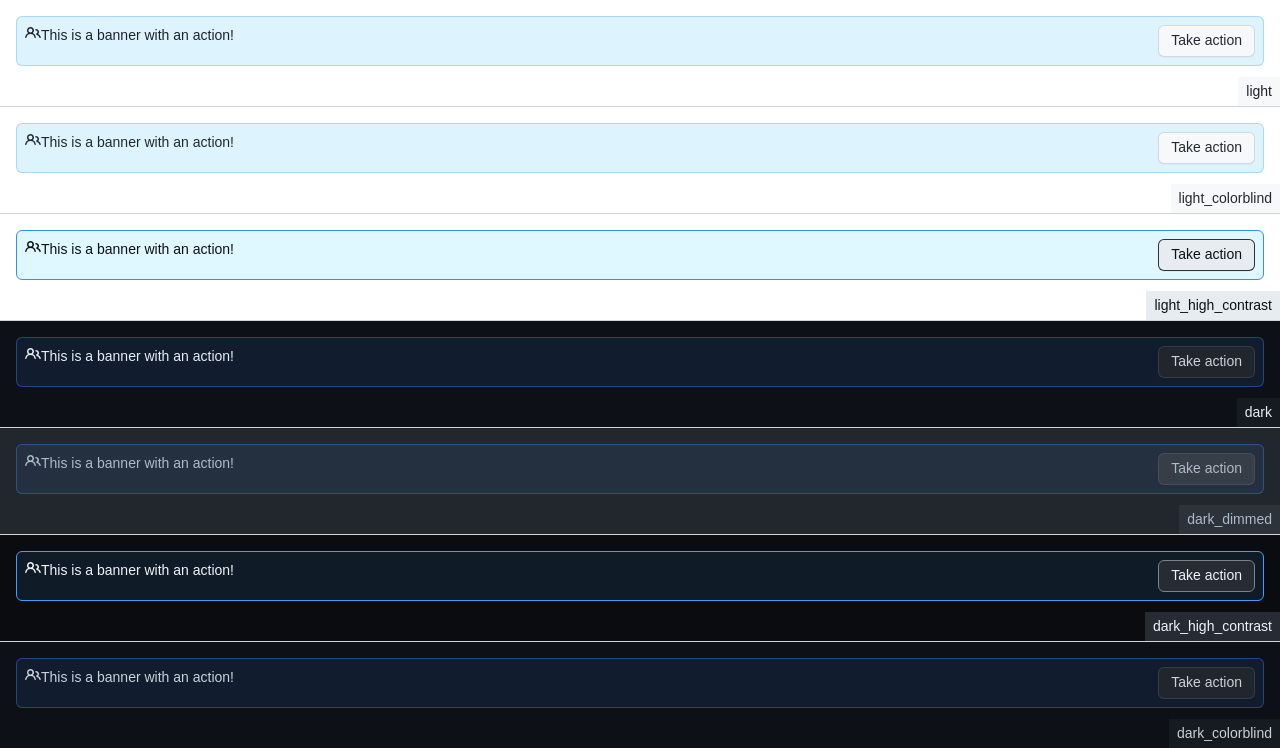 This is a banner with an action!
Take action
light
This is a banner with an action!
Take action
light_colorblind
This is a banner with an action!
Take action
light_high_contrast
This is a banner with an action!
Take action
dark
This is a banner with an action!
Take action
dark_dimmed
This is a banner with an action!
Take action
dark_high_contrast
This is a banner with an action!
Take action
dark_colorblind